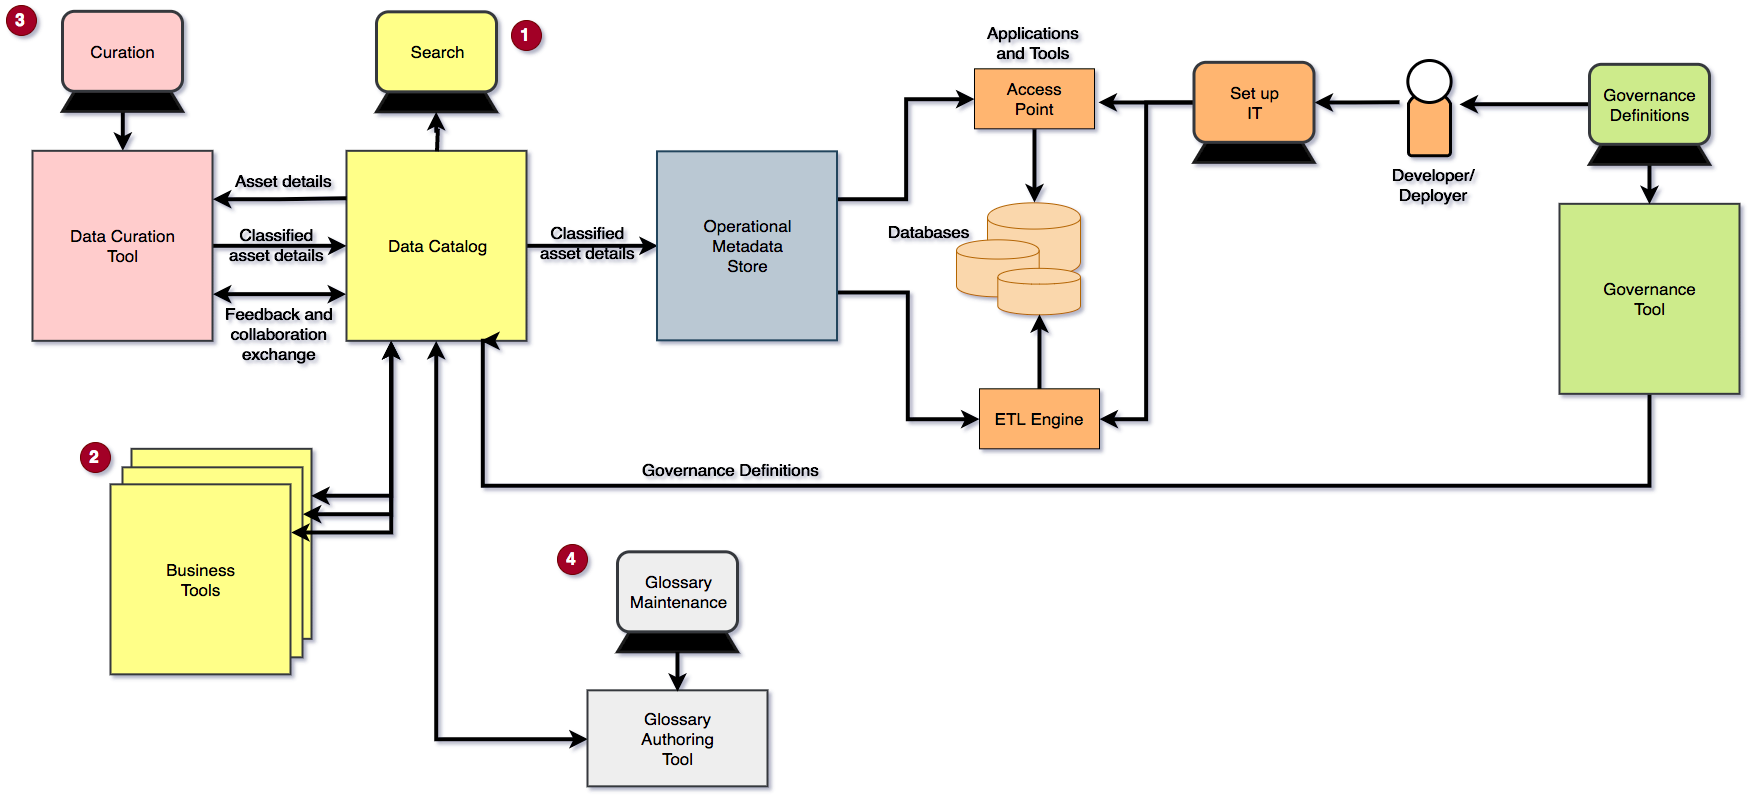 3
Curation
Search
1
Applications
and Tools
Access
Point
Set up
IT
Governance
Definitions
Developer/
Deployer
Data Curation
Tool
Asset details
Classified
asset details
Feedback and
collaboration
exchange
Data Catalog
Classified
asset details
Operational
Metadata
Store
Databases
Governance
Tool
ETL Engine
Governance Definitions
2
Business
Tools
4
Glossary
Maintenance
Glossary
Authoring
Tool